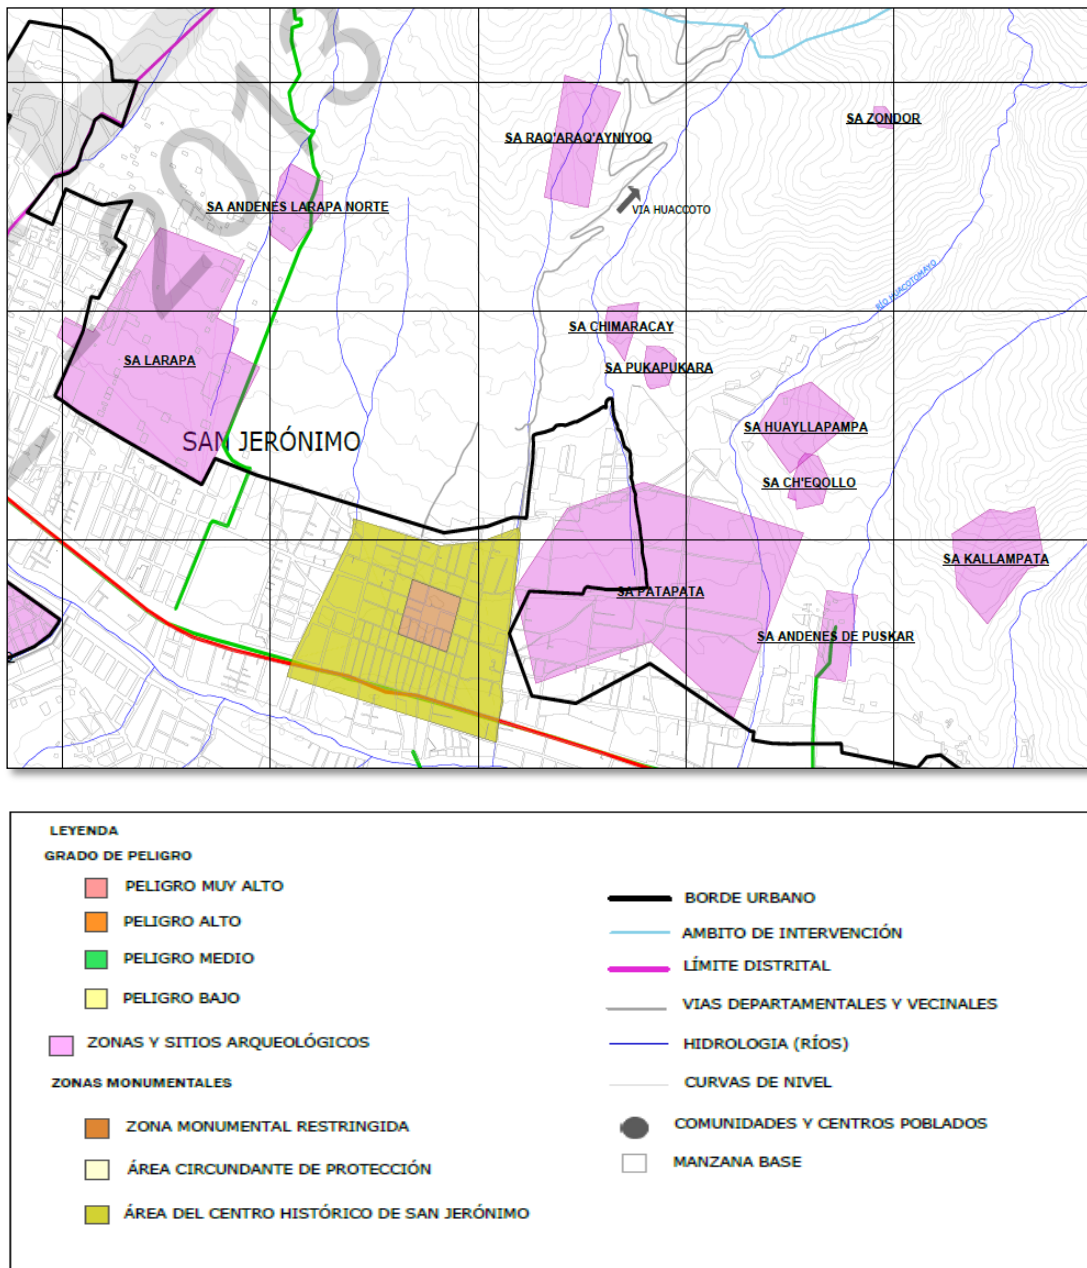 2013
SA ZONDOR
SA RAQ'ARAQ'AYNIYOQ
SA ANDENES LARAPA NORTE
VIA HUACCOTO
RÍO HUACOTOMAYO
SA CHIMARACAY
SA LARAPA
SA PUKAPUKARA
SA HUAYLLAPAMPA
SAN JERÓNIMO
SA CH'EQOLLO
SA KALLAMPATA
SA PATAPATA
SA ANDENES DE PUSKAR
LEYENDA
GRADO DE PELIGRO
PELIGRO MUY ALTO
PELIGRO ALTO
PELIGRO MEDIO
PELIGRO BAJO
ZONAS Y SITIOS ARQUEOLÓGICOS
ZONAS MONUMENTALES
ZONA MONUMENTAL RESTRINGIDA
ÁREA CIRCUNDANTE DE PROTECCIÓN
ÁREA DEL CENTRO HISTÓRICO DE SAN JERÓNIMO
BORDE URBANO
AMBITO DE INTERVENCIÓN
LÍMITE DISTRITAL
VIAS DEPARTAMENTALES Y VECINALES
HIDROLOGIA (RÍOS)
CURVAS DE NIVEL
COMUNIDADES Y CENTROS POBLADOS
MANZANA BASE